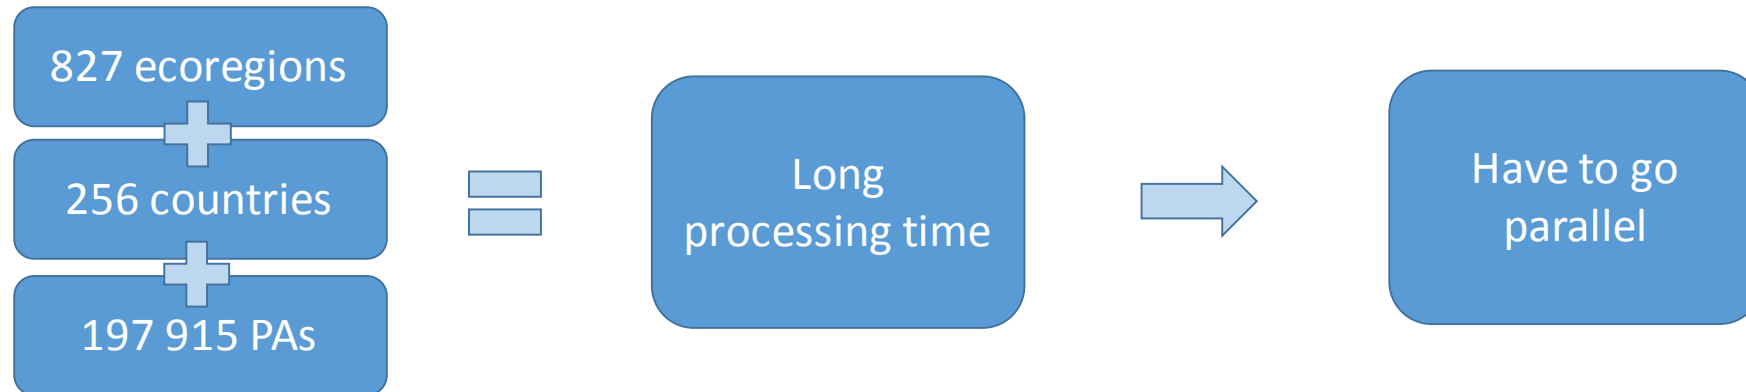 827 ecoregions
256 countries
197 915 PAs
Long
processing time
Have to go
parallel